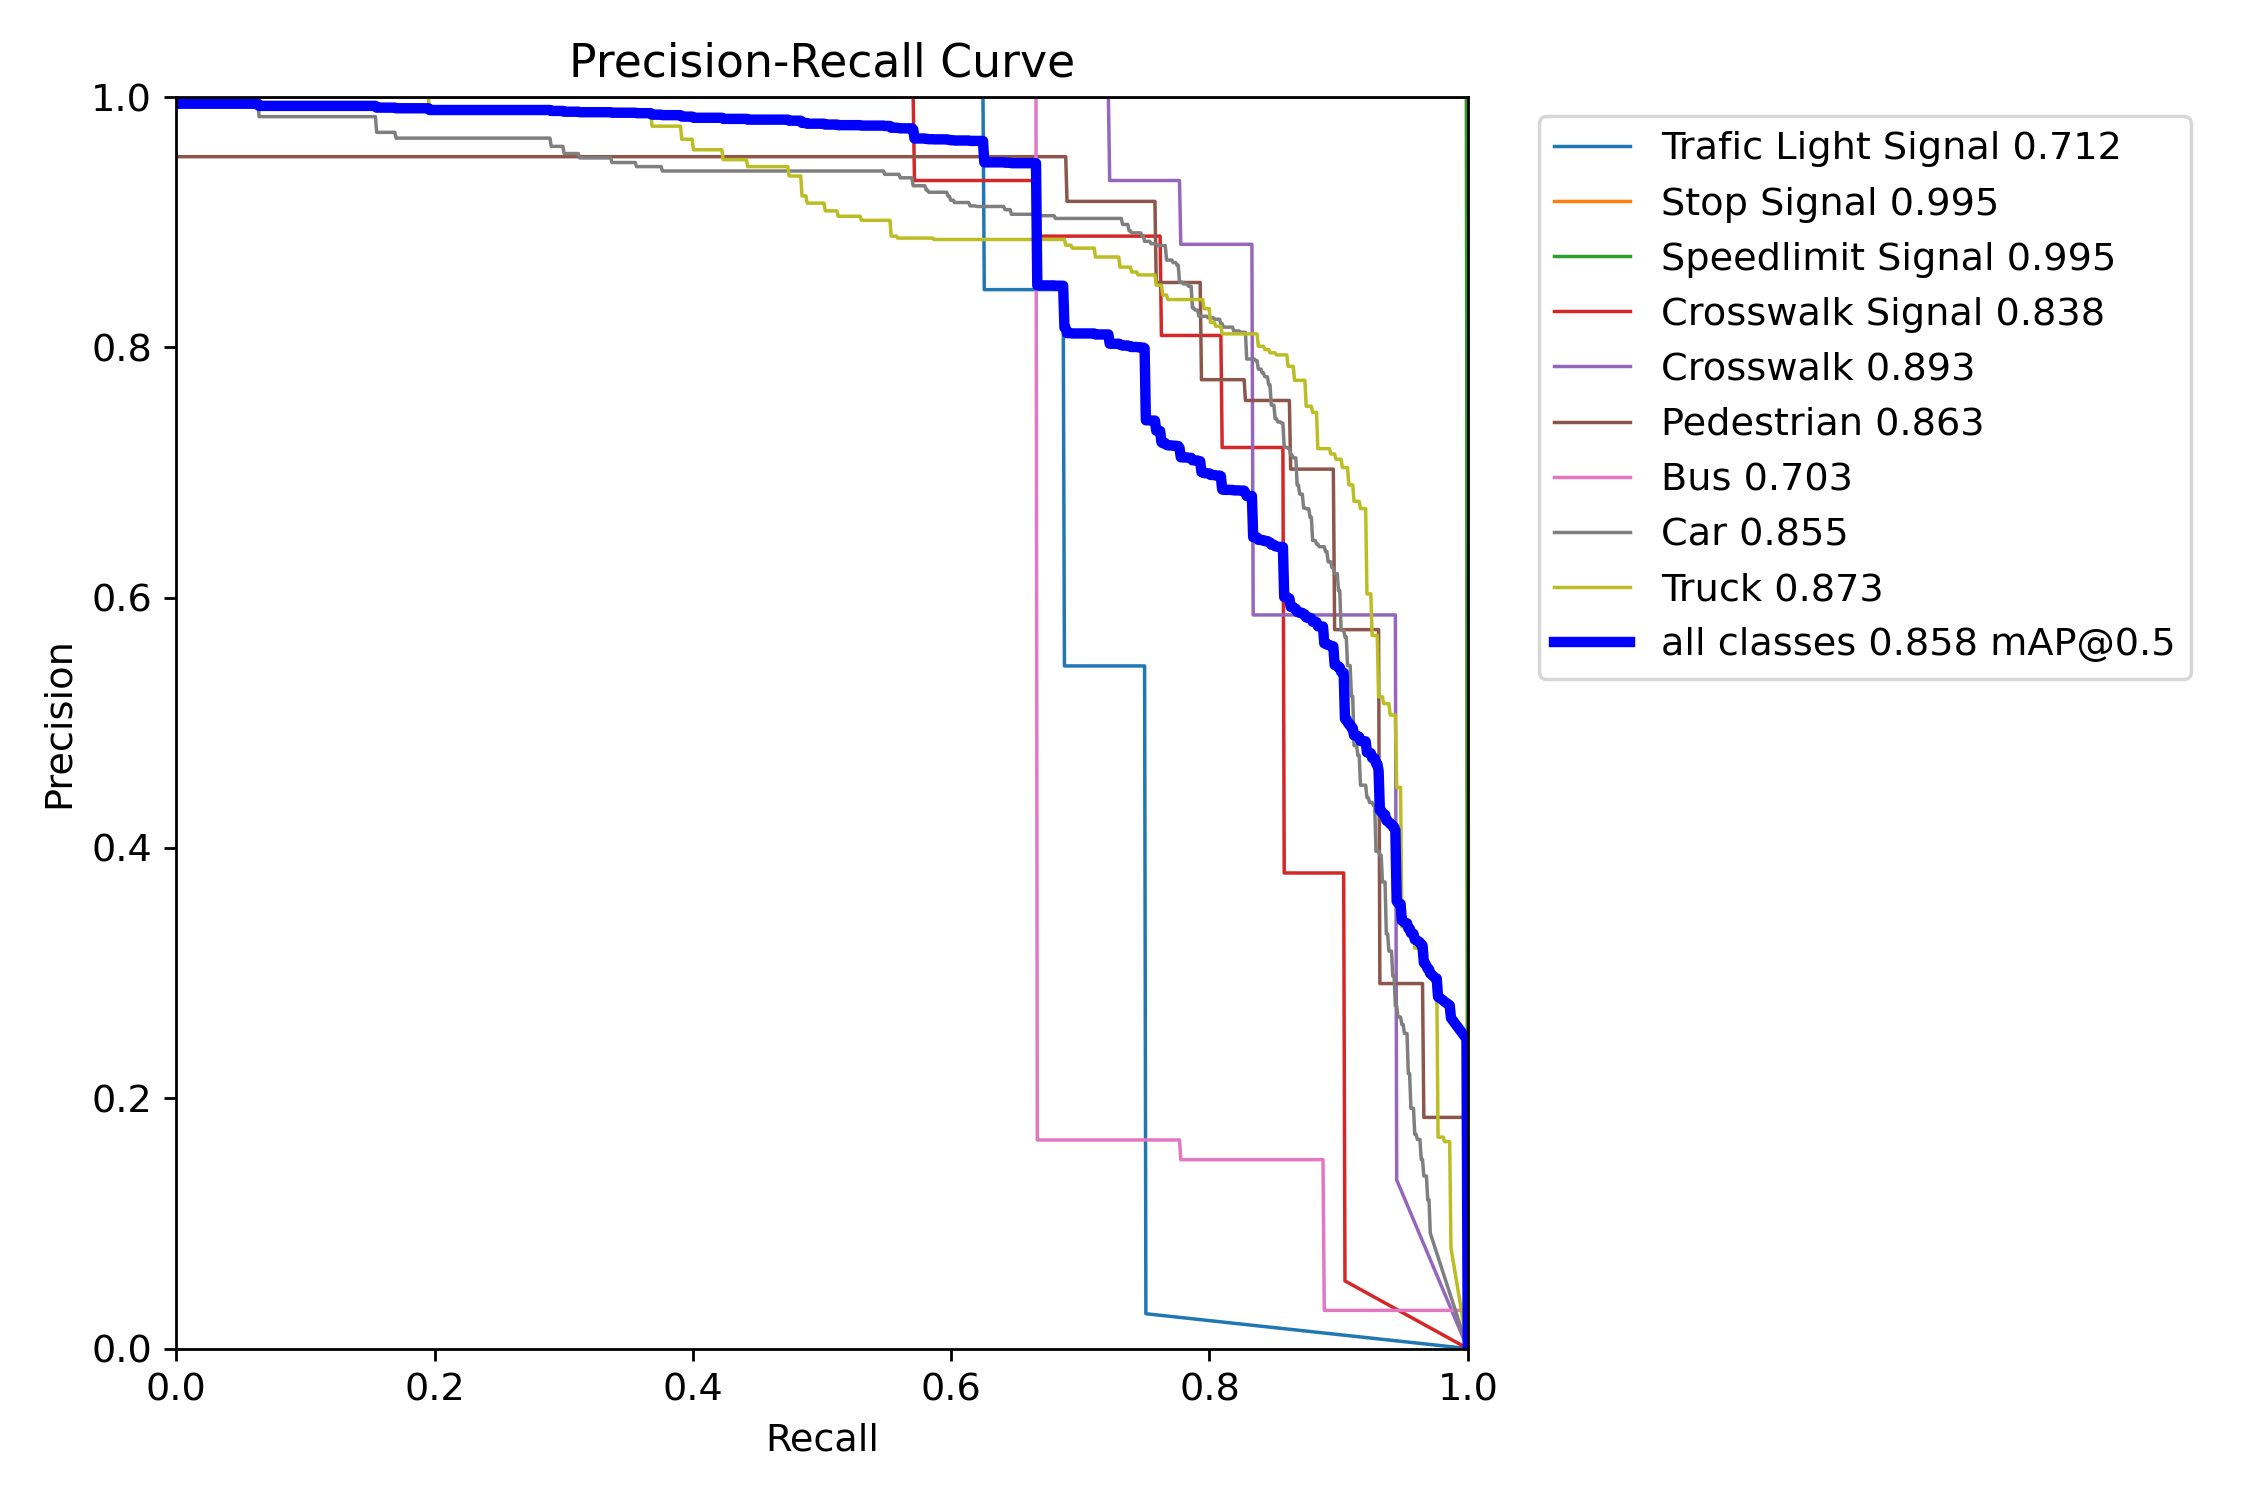 Precision-Recall Curve
1.0
0.8
0.6
0.4
0.2
0.0
Precision
0.0 0.2 0.4 0.6 0.8 1.0
Recall
Trafic Light Signal 0.712
Stop Signal 0.995
Speedlimit Signal 0.995
Crosswalk Signal 0.838
Crosswalk 0.893
Pedestrian 0.863
Bus 0.703
Car 0.855
Truck 0.873
all classes 0.858 mAP@0.5